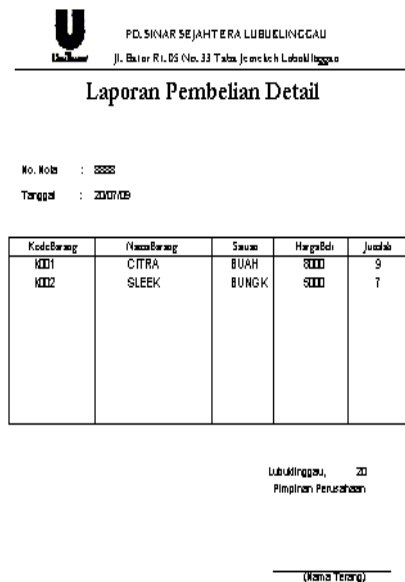 Unilever
PD. SINAR SEJAHTERA LUBUKLINGGAU
Jl. Bator Rt. 05 No. 33 Taba Jemekeh Lubuklinggau
Laporan Pembelian Detail
No. Nota : 8888
Tanggal : 20/07/09
KodeBarang NamaBarang Satuan HargaBeli Jumlah
k001 CITRA BUAH 8000 9
k002 SLEEK BUNGK 5000 7
Lubuklinggau, 20
Pimpinan Perusahaan
(Nama Terang)